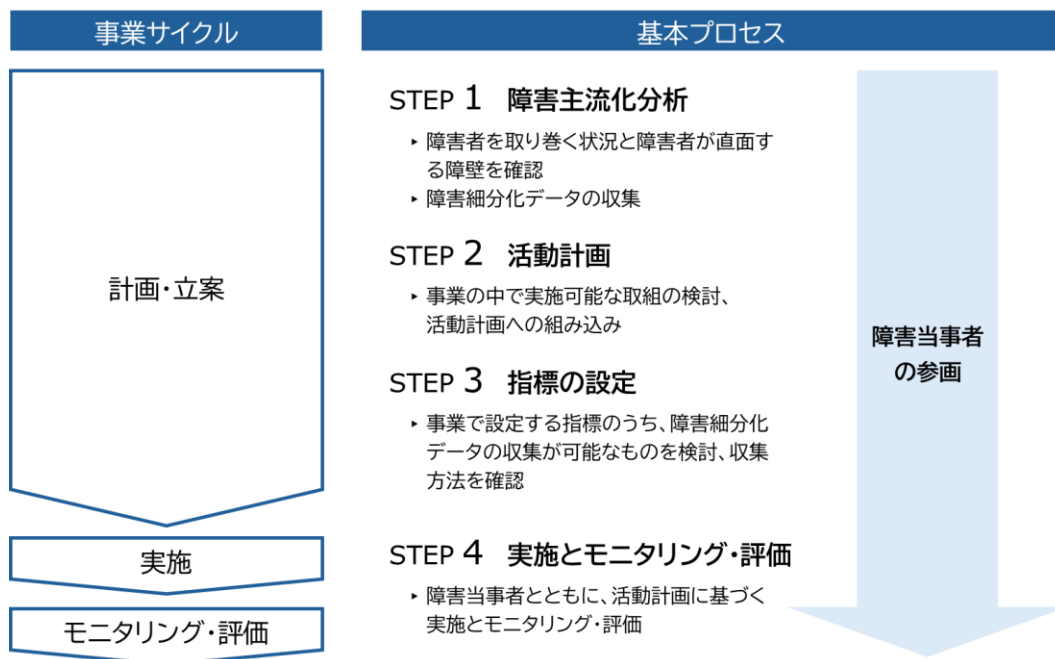 事業サイクル
基本プロセス
計画・立案
実施
モニタリング・評価
STEP 1 障害主流化分析
‣ 障害者を取り巻く状況と障害者が直面す
る障壁を確認
‣ 障害細分化データの収集
STEP 2 活動計画
‣ 事業の中で実施可能な取組の検討、
活動計画への組み込み
STEP 3 指標の設定
‣ 事業で設定する指標のうち、障害細分化
データの収集が可能なものを検討、収集
方法を確認
STEP 4 実施とモニタリング・評価
‣ 障害当事者とともに、活動計画に基づく
実施とモニタリング・評価
障害当事者
の参画